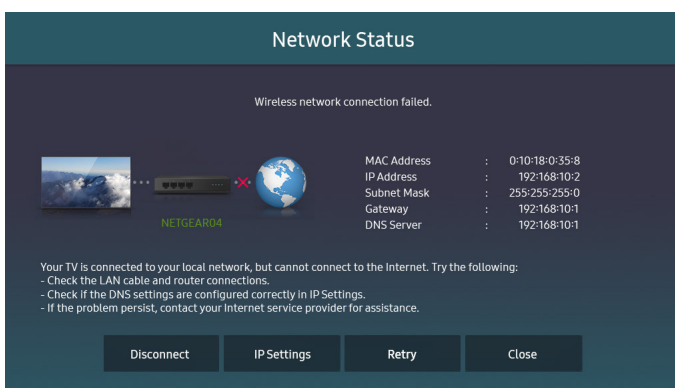 Network Status
Wireless network connection failed.
NETGEAR04
MAC Address : 0:10:18:0:35:8
IP Address : 192:168:10:2
Subnet Mask : 255:255:255:0
Gateway : 192:168:10:1
DNS Server : 192:168:10:1
Your TV is connected to your local network, but cannot connect to the Internet. Try the following:
- Check the LAN cable and router connections.
- Check if the DNS settings are configured correctly in IP Settings.
- If the problem persist, contact your Internet service provider for assistance.
Disconnect
IP Settings
Retry
Close